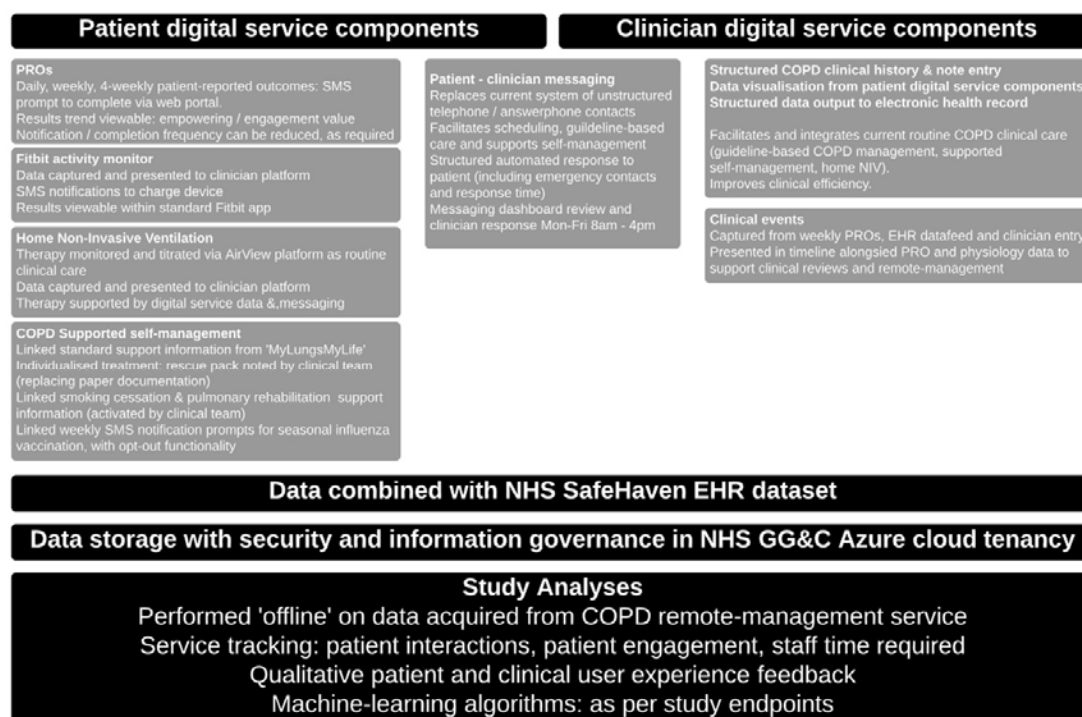 Patient digital service components
Clinician digital service components
PROs
Daily, weekly, 4-weekly patient-reported outcomes: SMS
prompt to complete via web portal.
Results trend viewable: empowering / engagement value
Notification / completion frequency can be reduced, as required
Fitbit activity monitor
Data captured and presented to clinician platform
SMS notifications to charge device
Results viewable within standard Fitbit app
Home Non-Invasive Ventilation
Therapy monitored and titrated via AirView platform as routine
clinical care
Data captured and presented to clinician platform
Therapy supported by digital service data &,messaging
COPD Supported self-management
Linked standard support information from 'MyLungsMyLife'
Individualised treatment: rescue pack noted by clinical team
(replacing paper documentation)
Linked smoking cessation & pulmonary rehabilitation support
information (activated by clinical team)
Linked weekly SMS notification prompts for seasonal influenza
vaccination, with opt-out functionality
Patient - clinician messaging
Replaces current system of unstructured
telephone / answerphone contacts
Facilitates scheduling, guildeline-based
care and supports self-management
Structured automated response to
patient (including emergency contacts
and response time)
Messaging dashboard review and
clinician response Mon-Fri 8am - 4pm
Structured COPD clinical history & note entry
Data visualisation from patient digital service components
Structured data output to electronic health record
Facilitates and integrates current routine COPD clinical care
(guideline-based COPD management, supported
self-management, home NIV).
Improves clinical efficiency.
Clinical events
Captured from weekly PROs, EHR datafeed and clinician entry
Presented in timeline alongsied PRO and physiology data to
support clinical reviews and remote-management
Data combined with NHS SafeHaven EHR dataset
Data storage with security and information governance in NHS GG&C Azure cloud tenancy
Study Analyses
Performed 'offline' on data acquired from COPD remote-management service
Service tracking: patient interactions, patient engagement, staff time required
Qualitative patient and clinical user experience feedback
Machine-learning algorithms: as per study endpoints